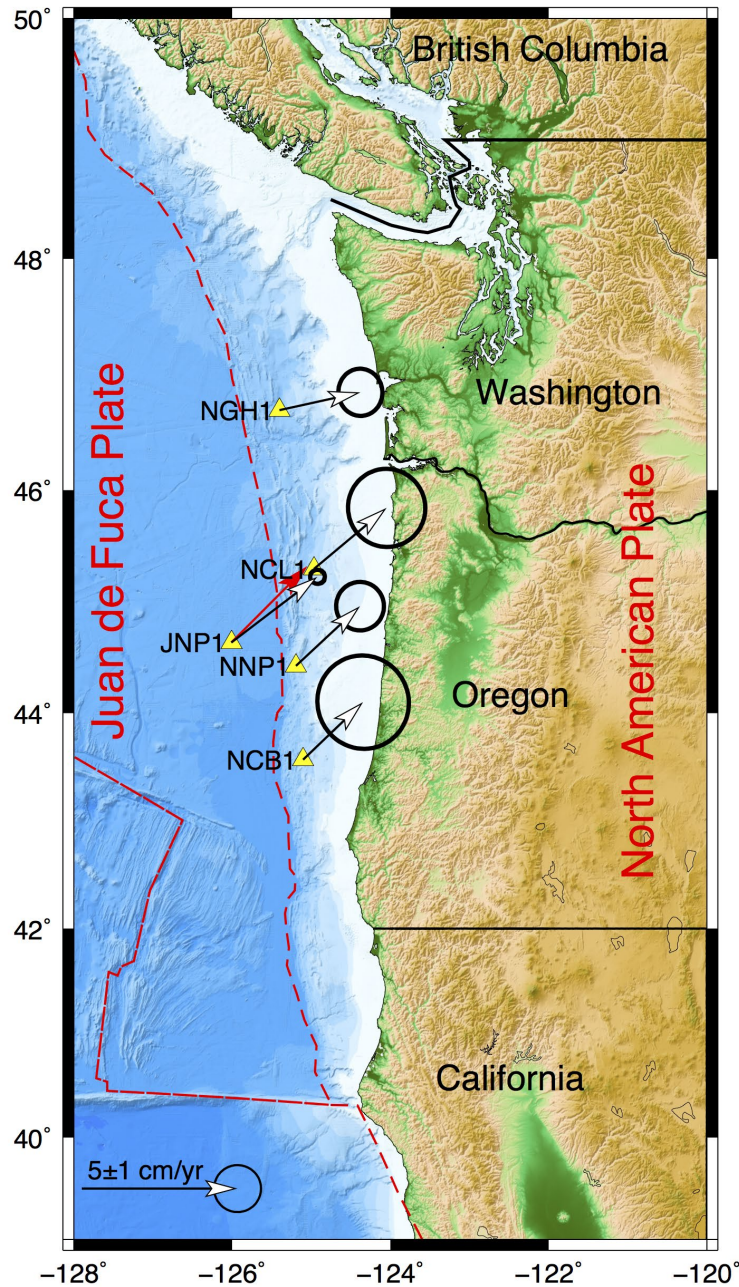 50˚
British Columbia
48˚
Washington
NGH1
46˚
NCL1
JNP1
NNP1
Oregon
44˚
NCB1
Juan de Fuca Plate
North American Plate
42˚
California
40˚
5±1 cm/yr
−128˚
−126˚
−124˚
−122˚
−120˚